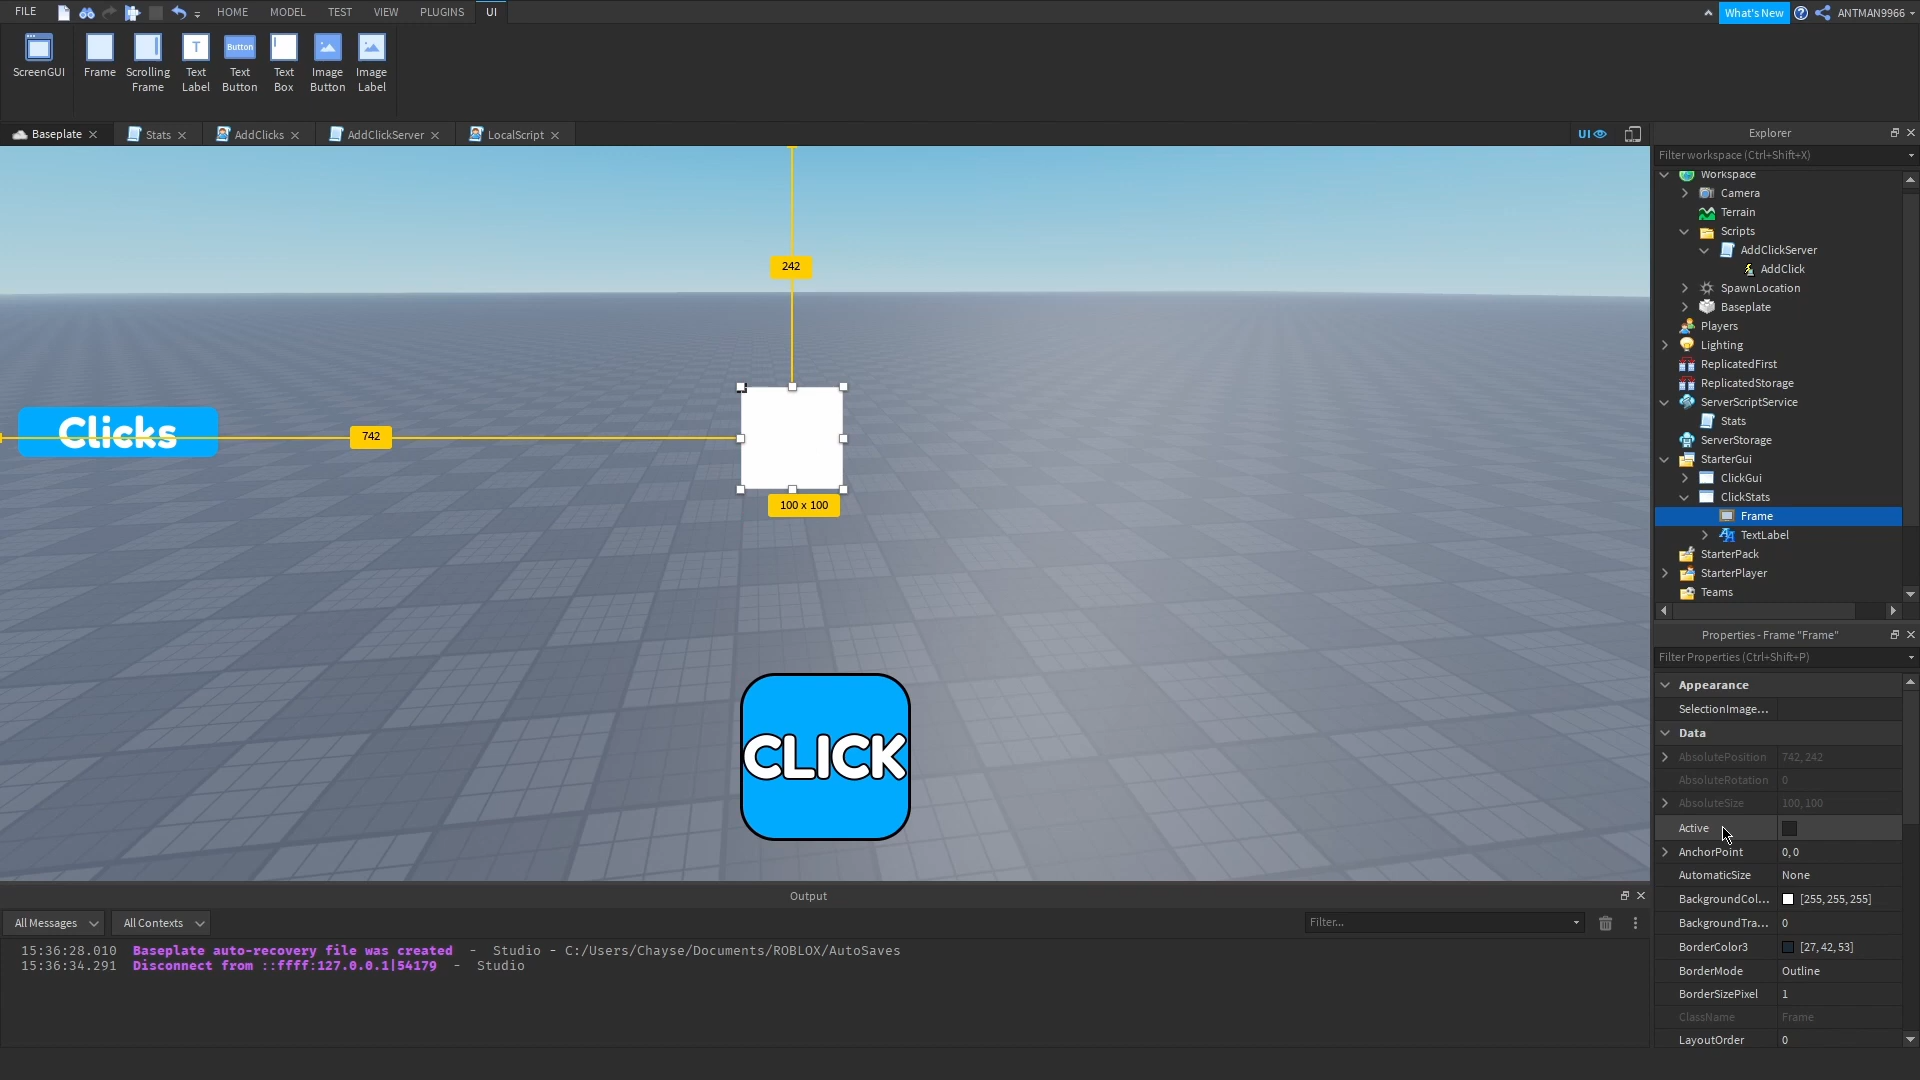 FILE
HOME
MODEL
TEST
VIEW
PLUGINS
UI
What's New
ANTMAN9966
ScreenGUI
Frame
Scrolling
Frame
T
Text
Label
Button
Text
Button
Text
Box
Image
Button
Image
Label
Baseplate
Stats
AddClicks
AddClickServer
LocalScript
UI
242
Clicks
742
100 x 100
CLICK
Explorer
Filter workspace (Ctrl+Shift+X)
Workspace
Camera
Terrain
Scripts
AddClickServer
AddClick
SpawnLocation
Baseplate
Players
Lighting
ReplicatedFirst
ReplicatedStorage
ServerScriptService
Stats
ServerStorage
StarterGui
ClickGui
ClickStats
Frame
TextLabel
StarterPack
StarterPlayer
Teams
Properties - Frame "Frame"
Filter Properties (Ctrl+Shift+P)
Appearance
SelectionImage...
Data
AbsolutePosition 742, 242
AbsoluteRotation 0
AbsoluteSize 100, 100
Active
AnchorPoint 0, 0
AutomaticSize None
BackgroundCol... [255, 255, 255]
BackgroundTra... 0
BorderColor3 [27, 42, 53]
BorderMode Outline
BorderSizePixel 1
ClassName Frame
LayoutOrder 0
Output
All Messages
All Contexts
Filter...
15:36:28.010 Baseplate auto-recovery file was created - Studio - C:/Users/Chayse/Documents/ROBLOX/AutoSaves
15:36:34.291 Disconnect from ::ffff:127.0.0.1|54179 - Studio